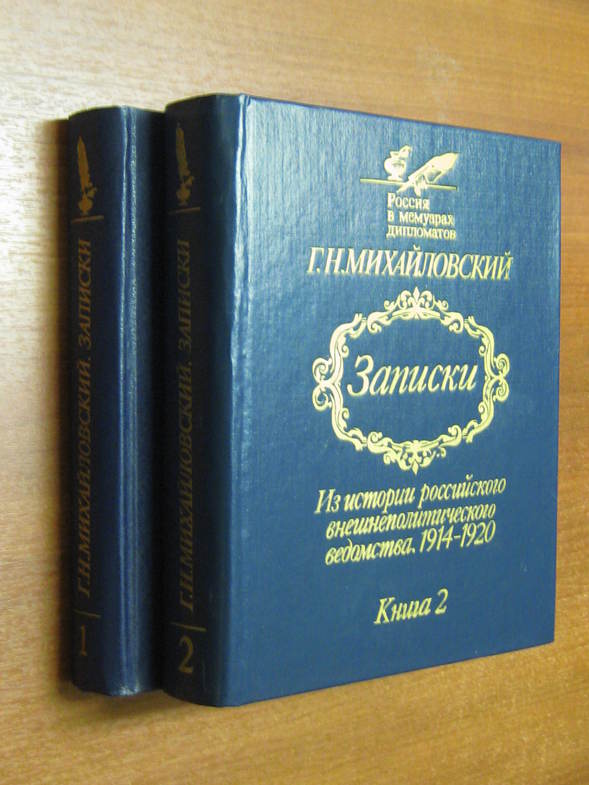 Г.Н.МИХАЙЛОВСКИЙ. ЗАПИСКИ
1
Г.Н.МИХАЙЛОВСКИЙ. ЗАПИСКИ
2
Россия
в мемуарах
дипломатов
Г.Н.МИХАЙЛОВСКИЙ
Записки
Из истории российского
внешнеполитического
ведомства. 1914-1920
Книга 2